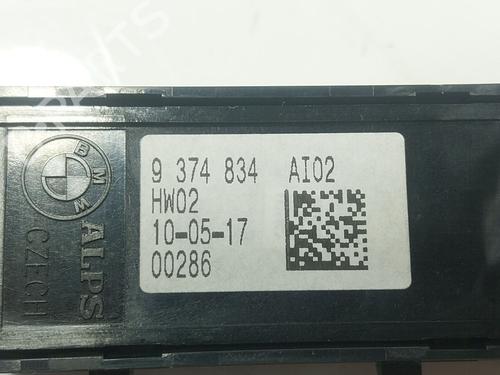 9 374 834 AI02
HW02
10-05-17
00286
BMW
ALPS
CZECH